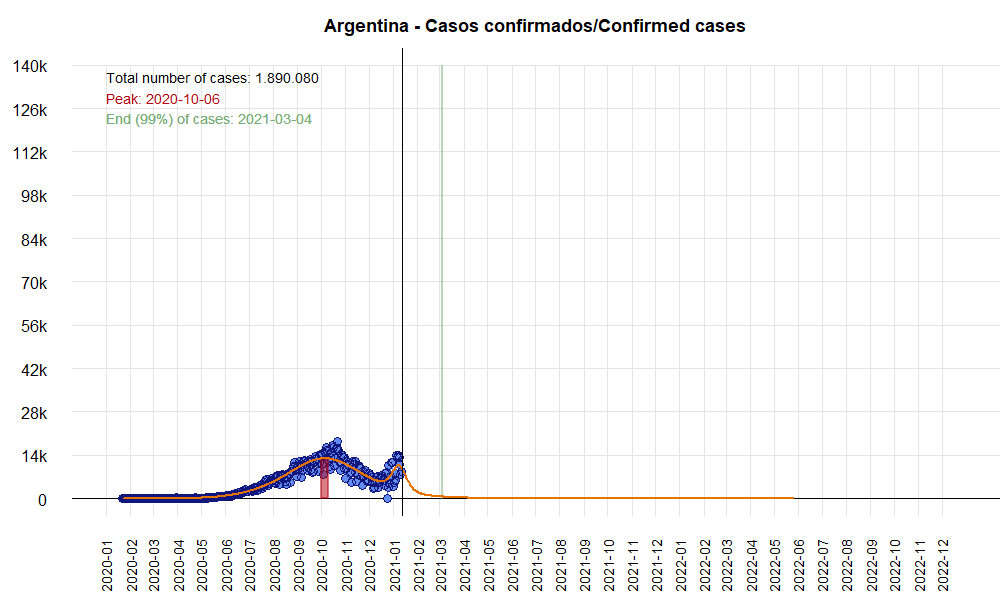 Argentina - Casos confirmados/Confirmed cases
140k
126k
112k
98k
84k
70k
56k
42k
28k
14k
0
Total number of cases: 1.890.080
Peak: 2020-10-06
End (99%) of cases: 2021-03-04
2020-01
2020-02
2020-03
2020-04
2020-05
2020-06
2020-07
2020-08
2020-09
2020-10
2020-11
2020-12
2021-01
2021-02
2021-03
2021-04
2021-05
2021-06
2021-07
2021-08
2021-09
2021-10
2021-11
2021-12
2022-01
2022-02
2022-03
2022-04
2022-05
2022-06
2022-07
2022-08
2022-09
2022-10
2022-11
2022-12